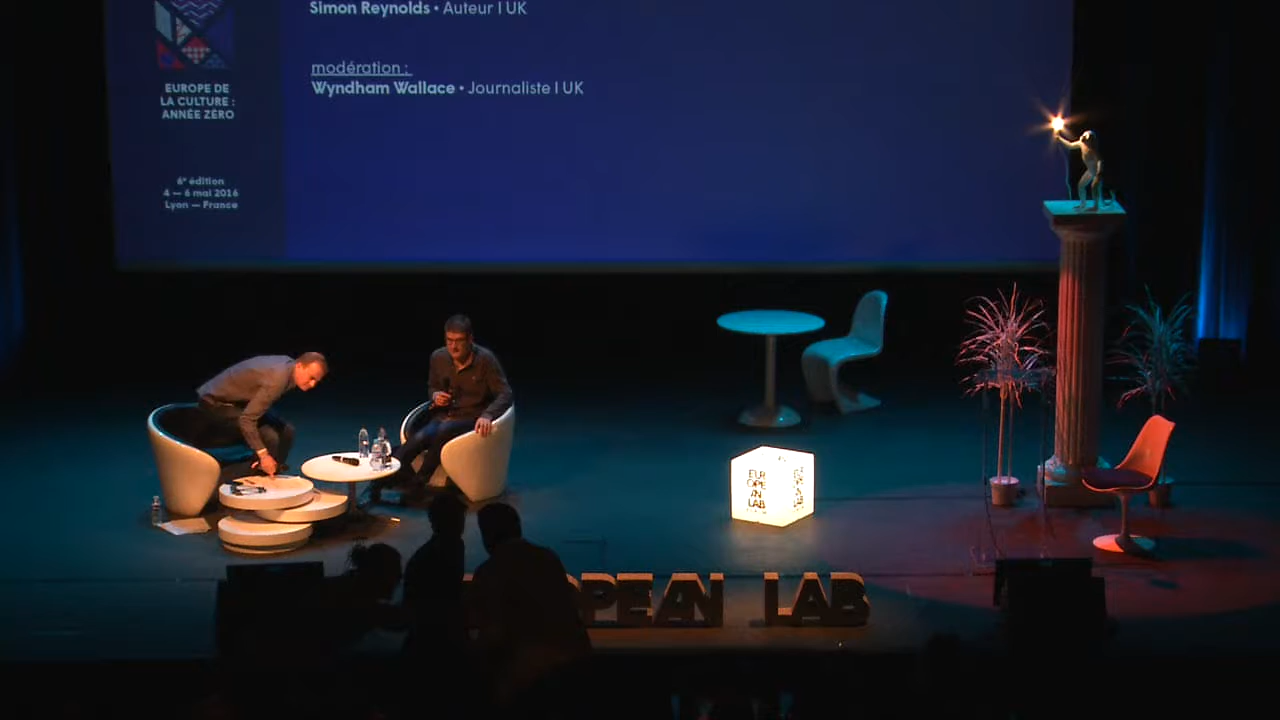 Simon Reynolds • Auteur | UK
modération :
Wyndham Wallace • Journaliste | UK
EUROPE DE
LA CULTURE :
ANNÉE ZÉRO
6e édition
4 — 6 mai 2016
Lyon — France
EUR
OPE
AN
LAB
OPEAN LAB